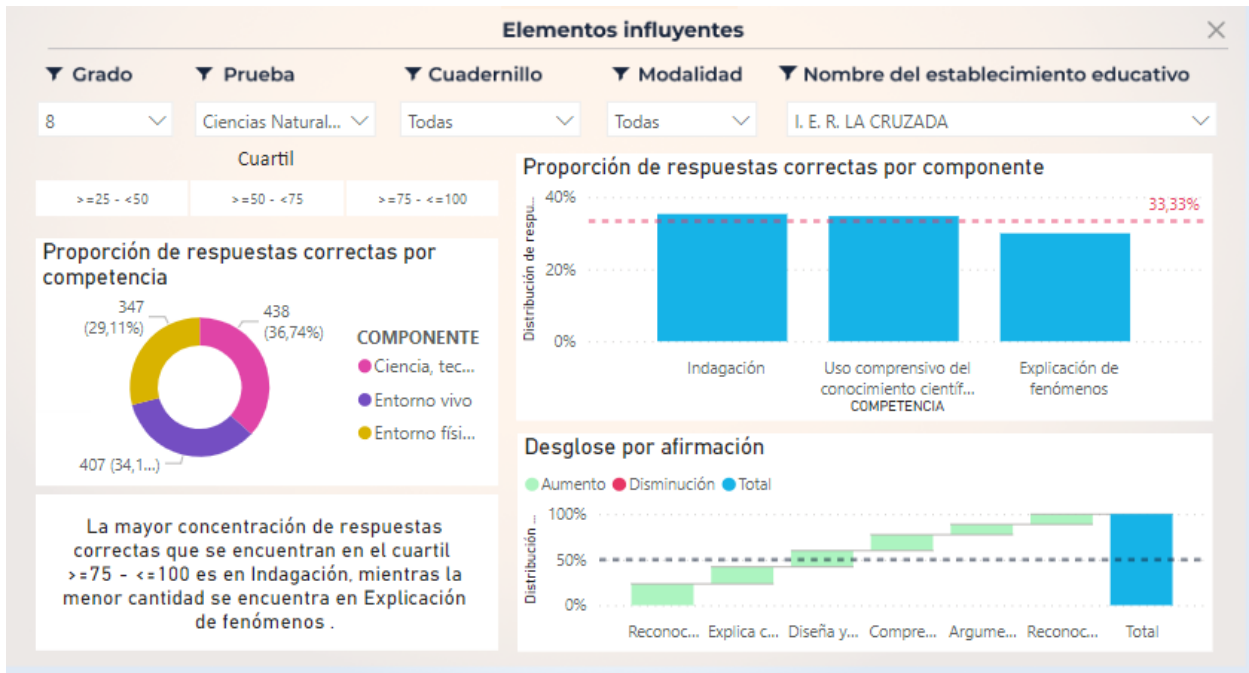 Elementos influyentes
Grado
Prueba
Cuadernillo
Modalidad
Nombre del establecimiento educativo
8
Ciencias Natural...
Todas
Todas
I. E. R. LA CRUZADA
Cuartil
>=25 - <50
>=50 - <75
>=75 - <=100
Proporción de respuestas correctas por
competencia
347
(29,11%)
438
(36,74%)
407 (34,1...)
COMPONENTE
Ciencia, tec...
Entorno vivo
Entorno físi...
La mayor concentración de respuestas
correctas que se encuentran en el cuartil
>=75 - <=100 es en Indagación, mientras la
menor cantidad se encuentra en Explicación
de fenómenos .
Proporción de respuestas correctas por componente
Distribución de respu...
40%
20%
0%
33,33%
Indagación
Uso comprensivo del
conocimiento científ...
Explicación de
fenómenos
COMPETENCIA
Desglose por afirmación
Aumento
Disminución
Total
Distribución ...
100%
50%
0%
Reconoc...
Explica c...
Diseña y...
Compre...
Argume...
Reconoc...
Total